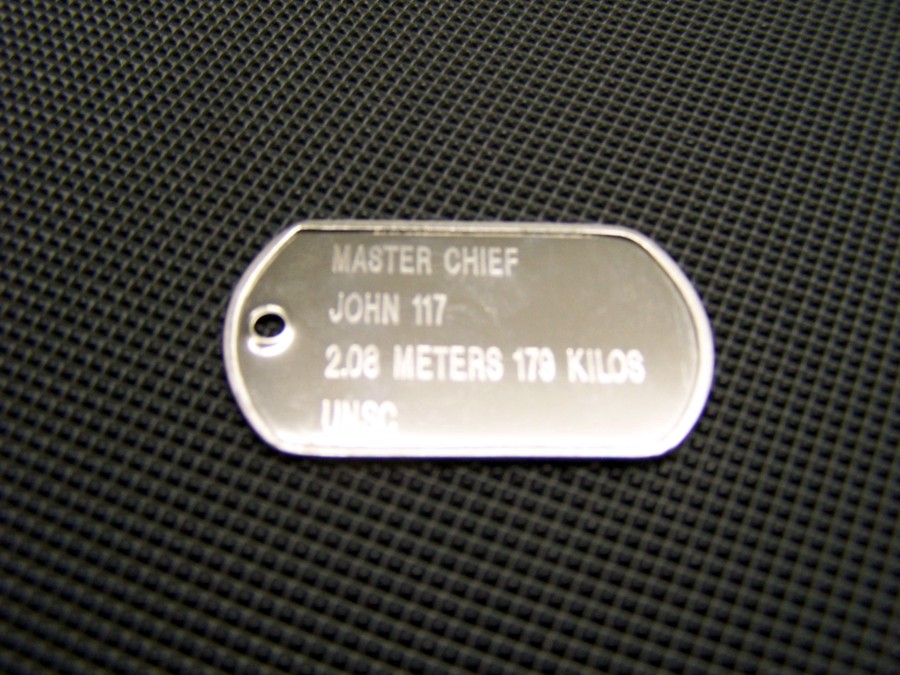 MASTER CHIEF
JOHN 117
2.08 METERS 179 KILOS
UNSC